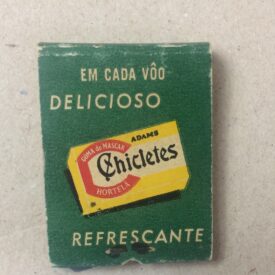 EM CADA VÔO
DELICIOSO
ADAMS
GOMA de MASCAR
Chicletes
HORTELÃ
REFRESCANTE